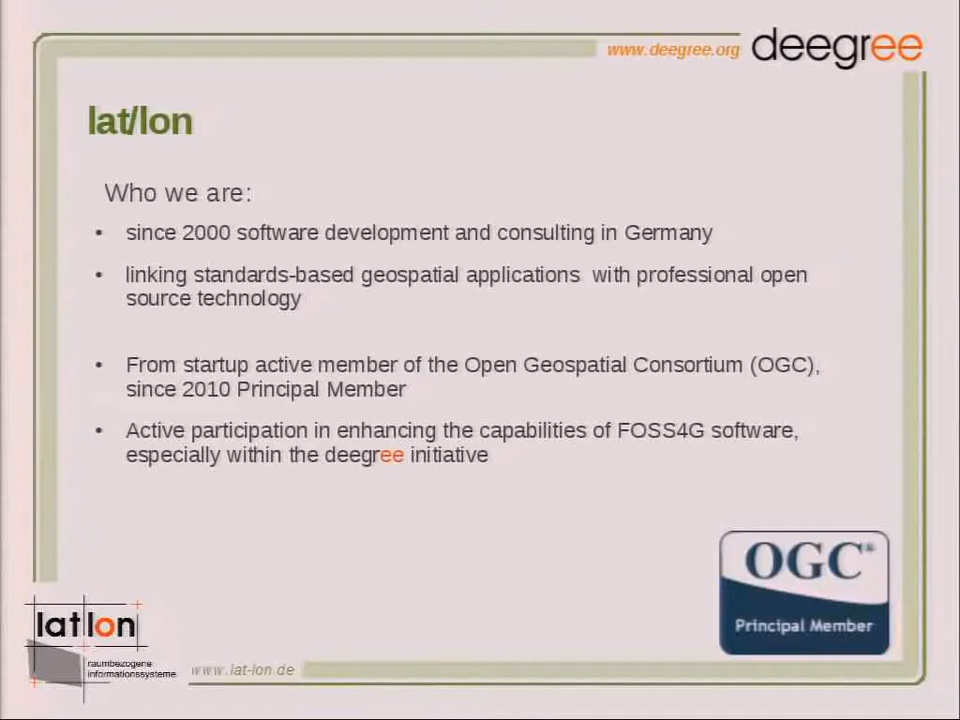 www.deegree.org deegree
lat/lon
Who we are:
• since 2000 software development and consulting in Germany
• linking standards-based geospatial applications with professional open
source technology
• From startup active member of the Open Geospatial Consortium (OGC),
since 2010 Principal Member
• Active participation in enhancing the capabilities of FOSS4G software,
especially within the deegree initiative
OGC®
Principal Member
lat lon
raumbezogene
informationssysteme
www.lat-lon.de